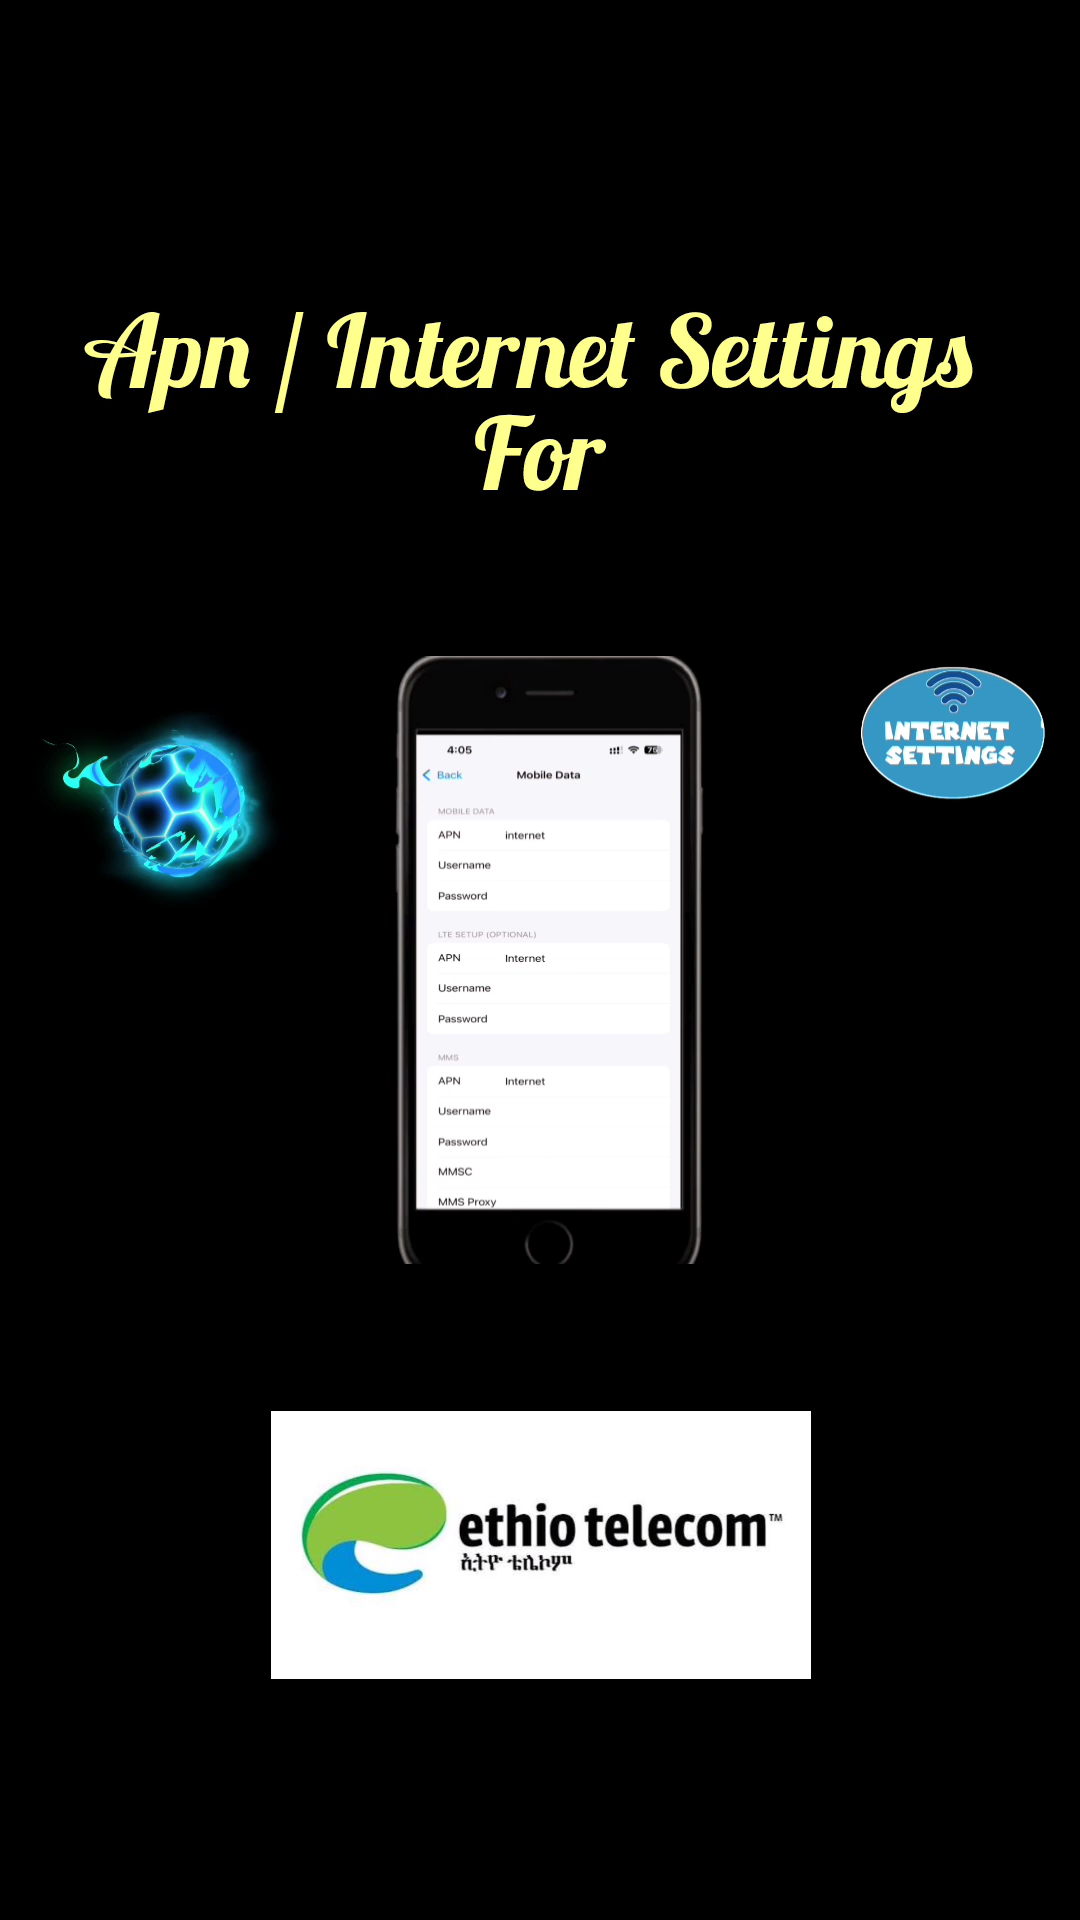 Apn / Internet Settings
For
INTERNET
SETTINGS
4:05
Back
Mobile Data
MOBILE DATA
APN internet
Username
Password
LTE SETUP (OPTIONAL)
APN Internet
Username
Password
MMS
APN Internet
Username
Password
MMSC
MMS Proxy
ethio telecom™
ኢትዮ ቴሌኮም